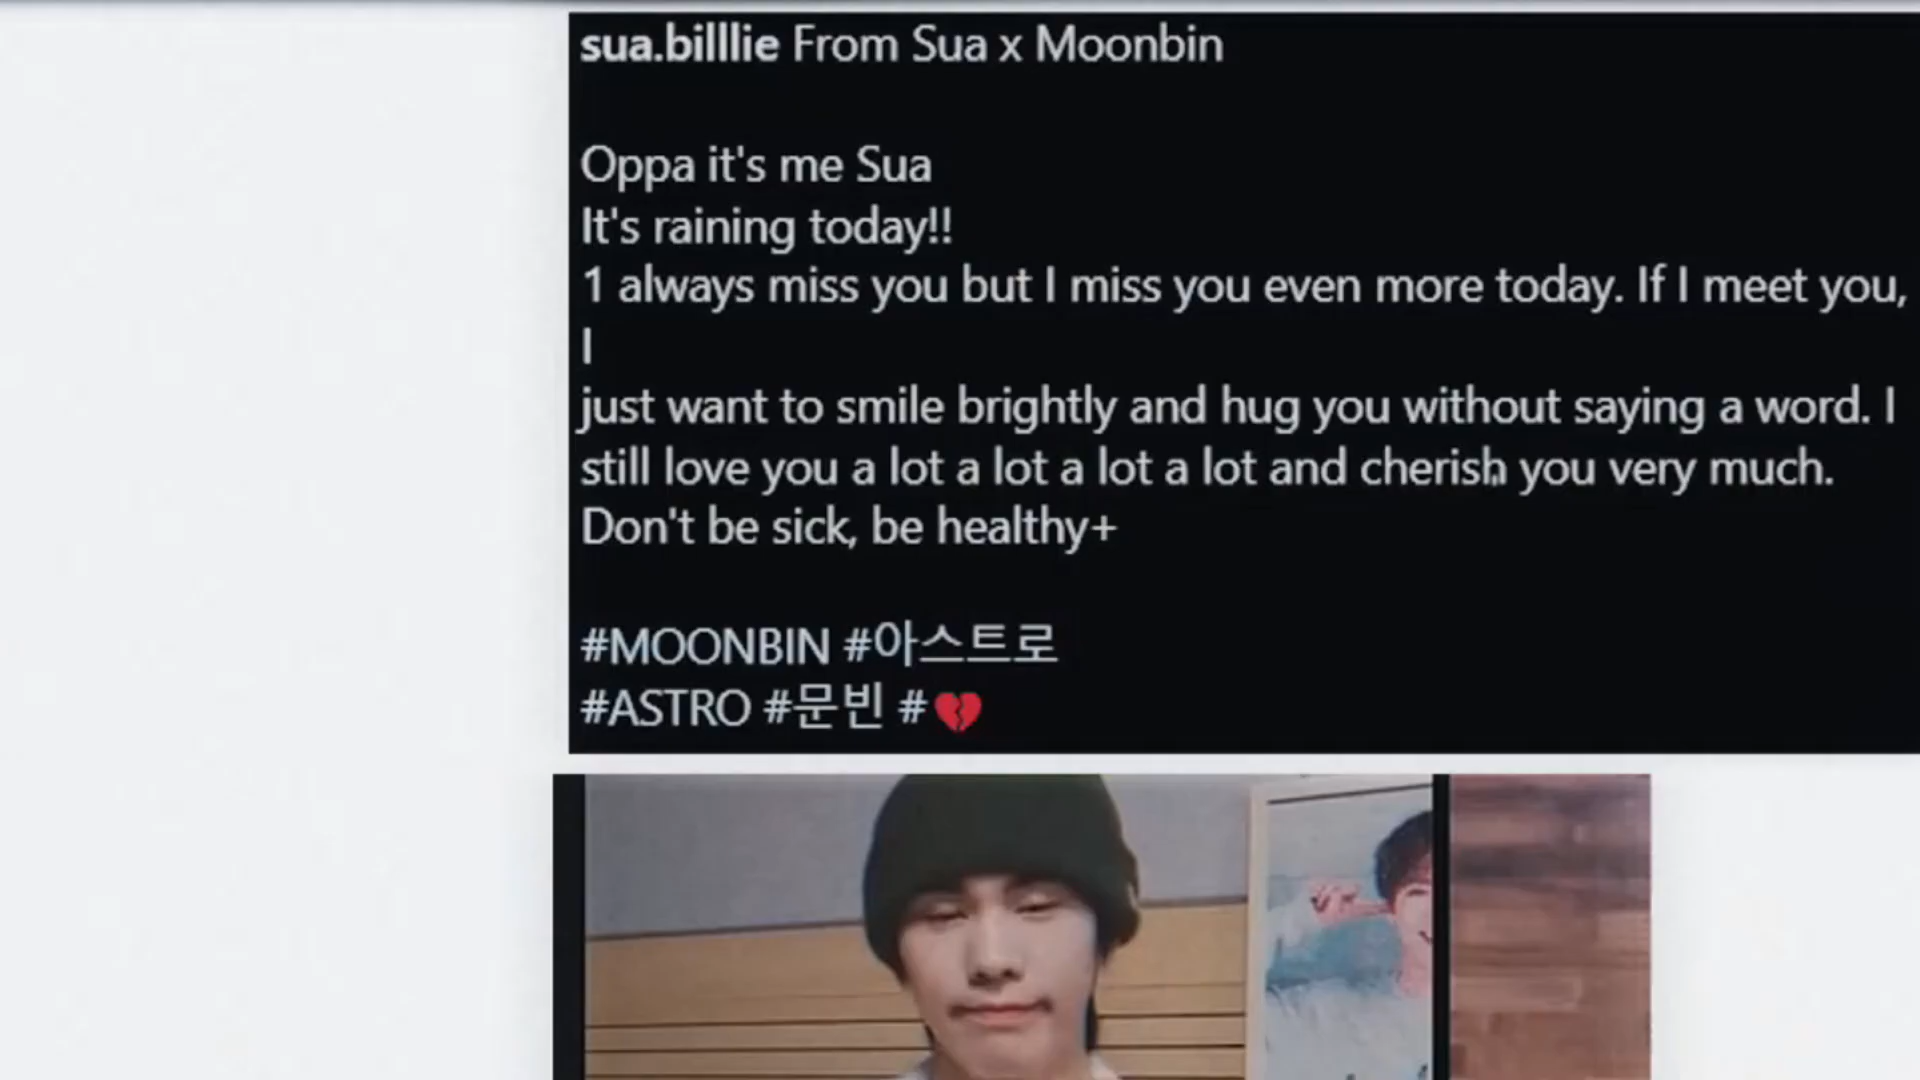 sua.billlie From Sua x Moonbin
Oppa it's me Sua
It's raining today!!
1 always miss you but I miss you even more today. If I meet you,
I
just want to smile brightly and hug you without saying a word. I
still love you a lot a lot a lot a lot and cherish you very much.
Don't be sick, be healthy+
#MOONBIN #아스트로
#ASTRO #문빈 #💔